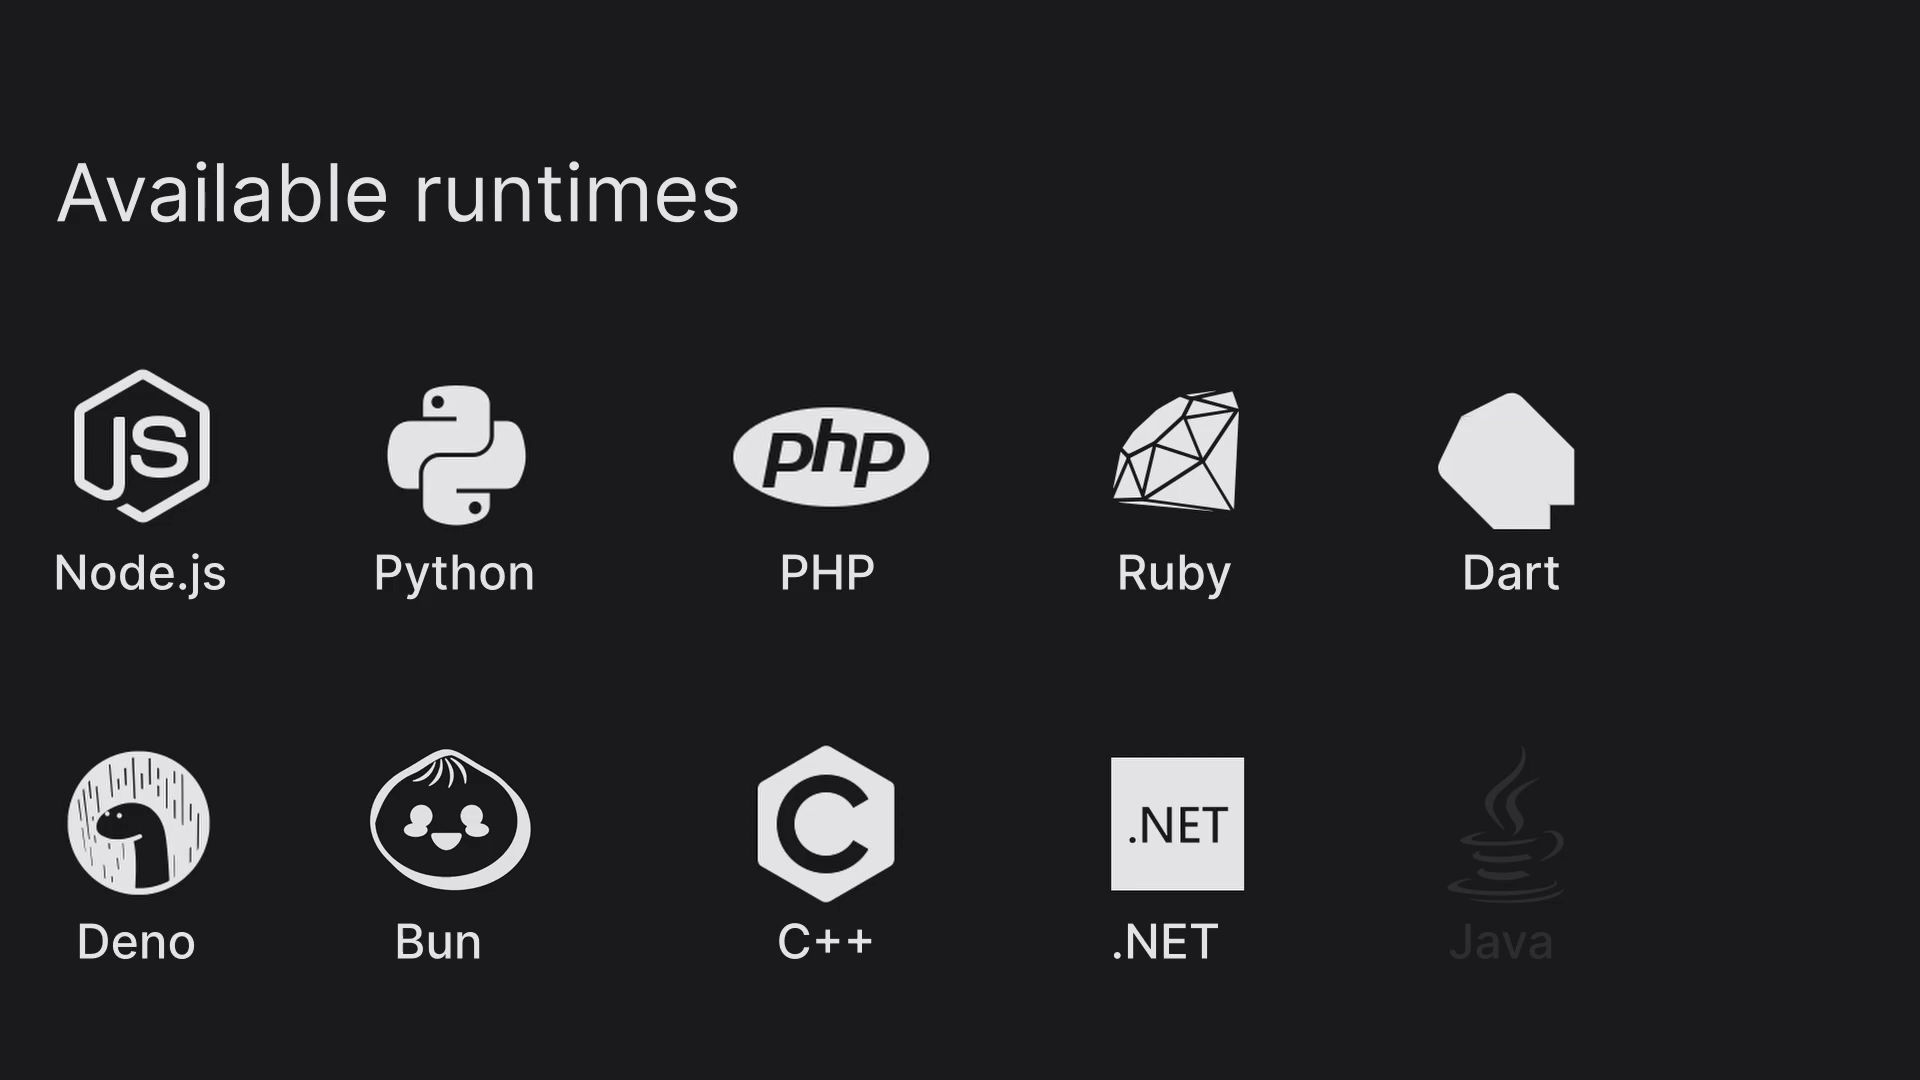 Available runtimes
JS
php
Node.js Python PHP Ruby Dart
C .NET
Deno Bun C++ .NET Java